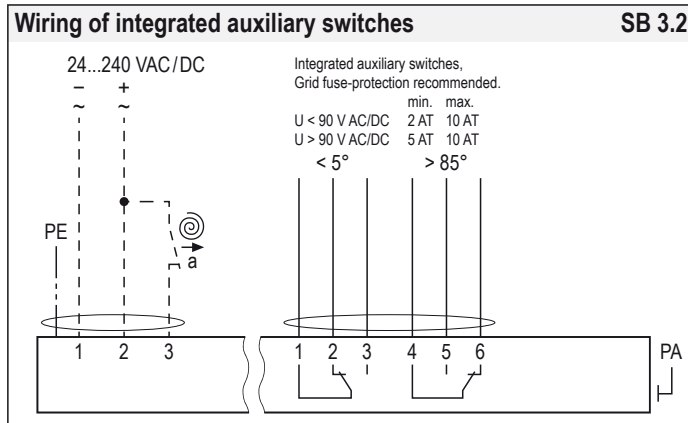 Wiring of integrated auxiliary switches SB 3.2
24...240 VAC/DC
– +
~ ~
Integrated auxiliary switches,
Grid fuse-protection recommended.
min. max.
U < 90 V AC/DC 2 AT 10 AT
U > 90 V AC/DC 5 AT 10 AT
< 5° > 85°
PE
a
1 2 3 1 2 3 4 5 6 PA